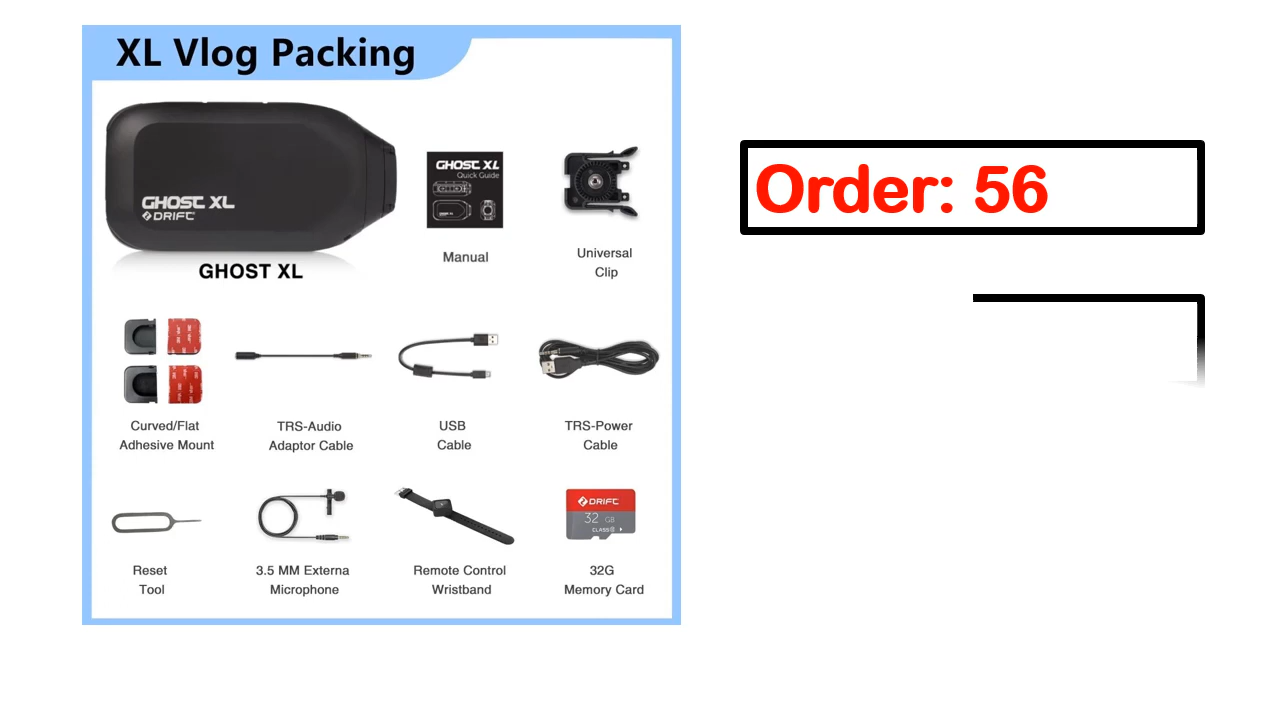 XL Vlog Packing
GHOST XL
DRIFT
GHOST XL
GHOST XL
Quick Guide
Manual
Universal
Clip
Curved/Flat
Adhesive Mount
TRS-Audio
Adaptor Cable
USB
Cable
TRS-Power
Cable
Reset
Tool
3.5 MM Externa
Microphone
Remote Control
Wristband
DRIFT
32 GB
CLASS
32G
Memory Card
Order: 56